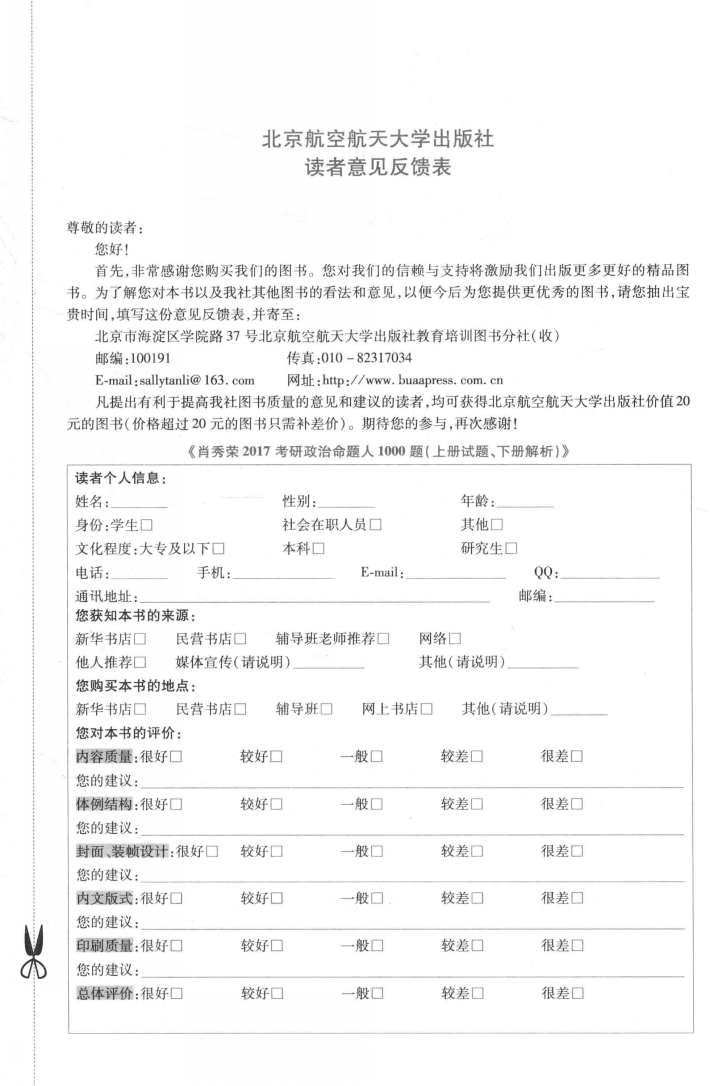 北京航空航天大学出版社
读者意见反馈表
尊敬的读者：
您好！
首先，非常感谢您购买我们的图书。您对我们的信赖与支持将激励我们出版更多更好的精品图
书。为了解您对本书以及我社其他图书的看法和意见，以便今后为您提供更优秀的图书，请您抽出宝
贵时间，填写这份意见反馈表，并寄至：
北京市海淀区学院路 37 号北京航空航天大学出版社教育培训图书分社（收）
邮编：100191 传真：010－82317034
E-mail：sallytanli@163.com 网址：http://www.buaapress.com.cn
凡提出有利于提高我社图书质量的意见和建议的读者，均可获得北京航空航天大学出版社价值 20
元的图书（价格超过 20 元的图书只需补差价）。期待您的参与，再次感谢！
《肖秀荣 2017 考研政治命题人 1000 题（上册试题、下册解析）》
读者个人信息：
姓名：________ 性别：________ 年龄：________
身份：学生□ 社会在职人员□ 其他□
文化程度：大专及以下□ 本科□ 研究生□
电话：________ 手机：________ E-mail：________ QQ：________
通讯地址：________ 邮编：________
您获知本书的来源：
新华书店□ 民营书店□ 辅导班老师推荐□ 网络□
他人推荐□ 媒体宣传（请说明）________ 其他（请说明）________
您购买本书的地点：
新华书店□ 民营书店□ 辅导班□ 网上书店□ 其他（请说明）________
您对本书的评价：
内容质量：很好□ 较好□ 一般□ 较差□ 很差□
您的建议：________
体例结构：很好□ 较好□ 一般□ 较差□ 很差□
您的建议：________
封面、装帧设计：很好□ 较好□ 一般□ 较差□ 很差□
您的建议：________
内文版式：很好□ 较好□ 一般□ 较差□ 很差□
您的建议：________
印刷质量：很好□ 较好□ 一般□ 较差□ 很差□
您的建议：________
总体评价：很好□ 较好□ 一般□ 较差□ 很差□